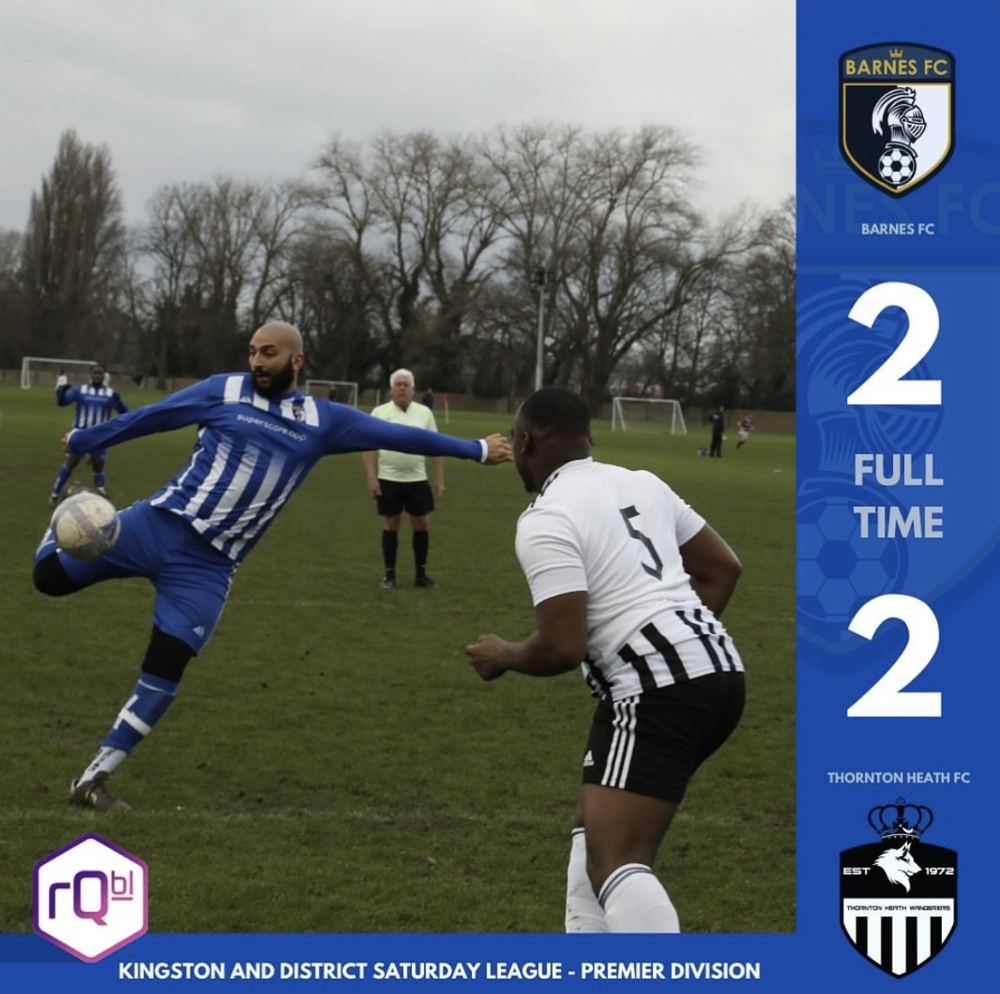 BARNES FC
BARNES FC
2
FULL
TIME
2
THORNTON HEATH FC
EST 1972
THORNTON HEATH WANDERERS
superscore.app
5
rQbl
KINGSTON AND DISTRICT SATURDAY LEAGUE - PREMIER DIVISION